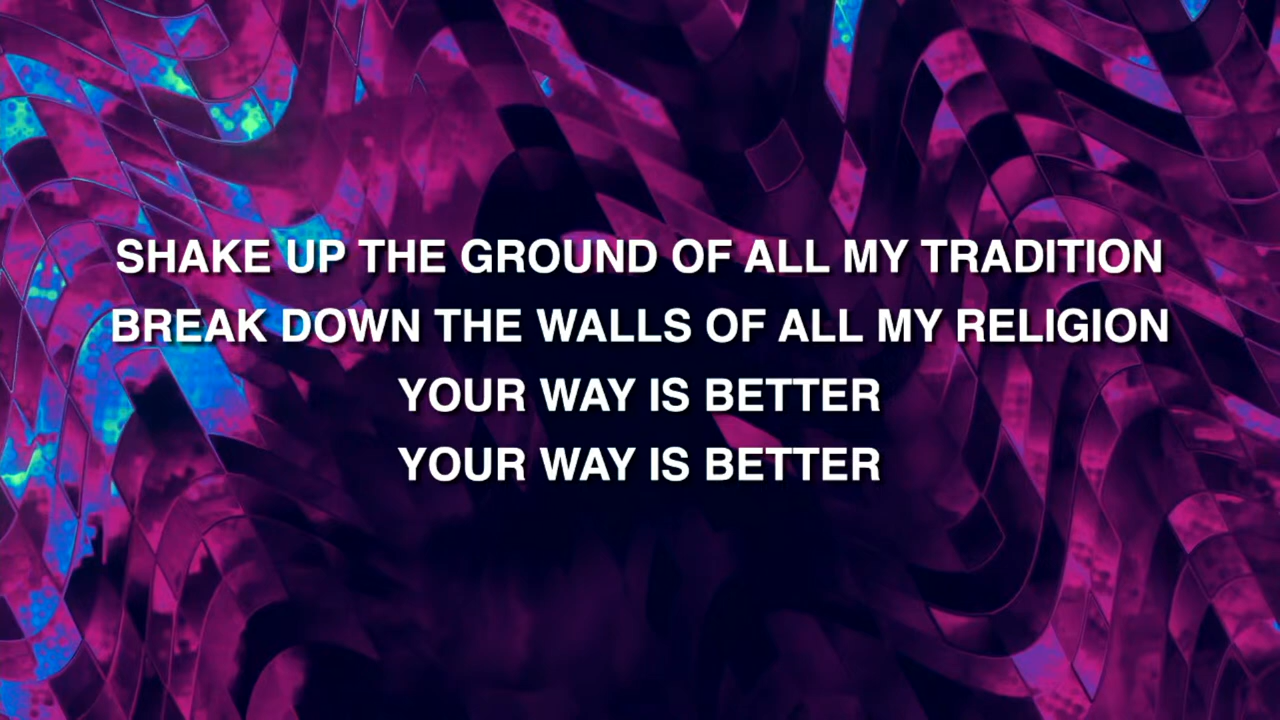 SHAKE UP THE GROUND OF ALL MY TRADITION
BREAK DOWN THE WALLS OF ALL MY RELIGION
YOUR WAY IS BETTER
YOUR WAY IS BETTER